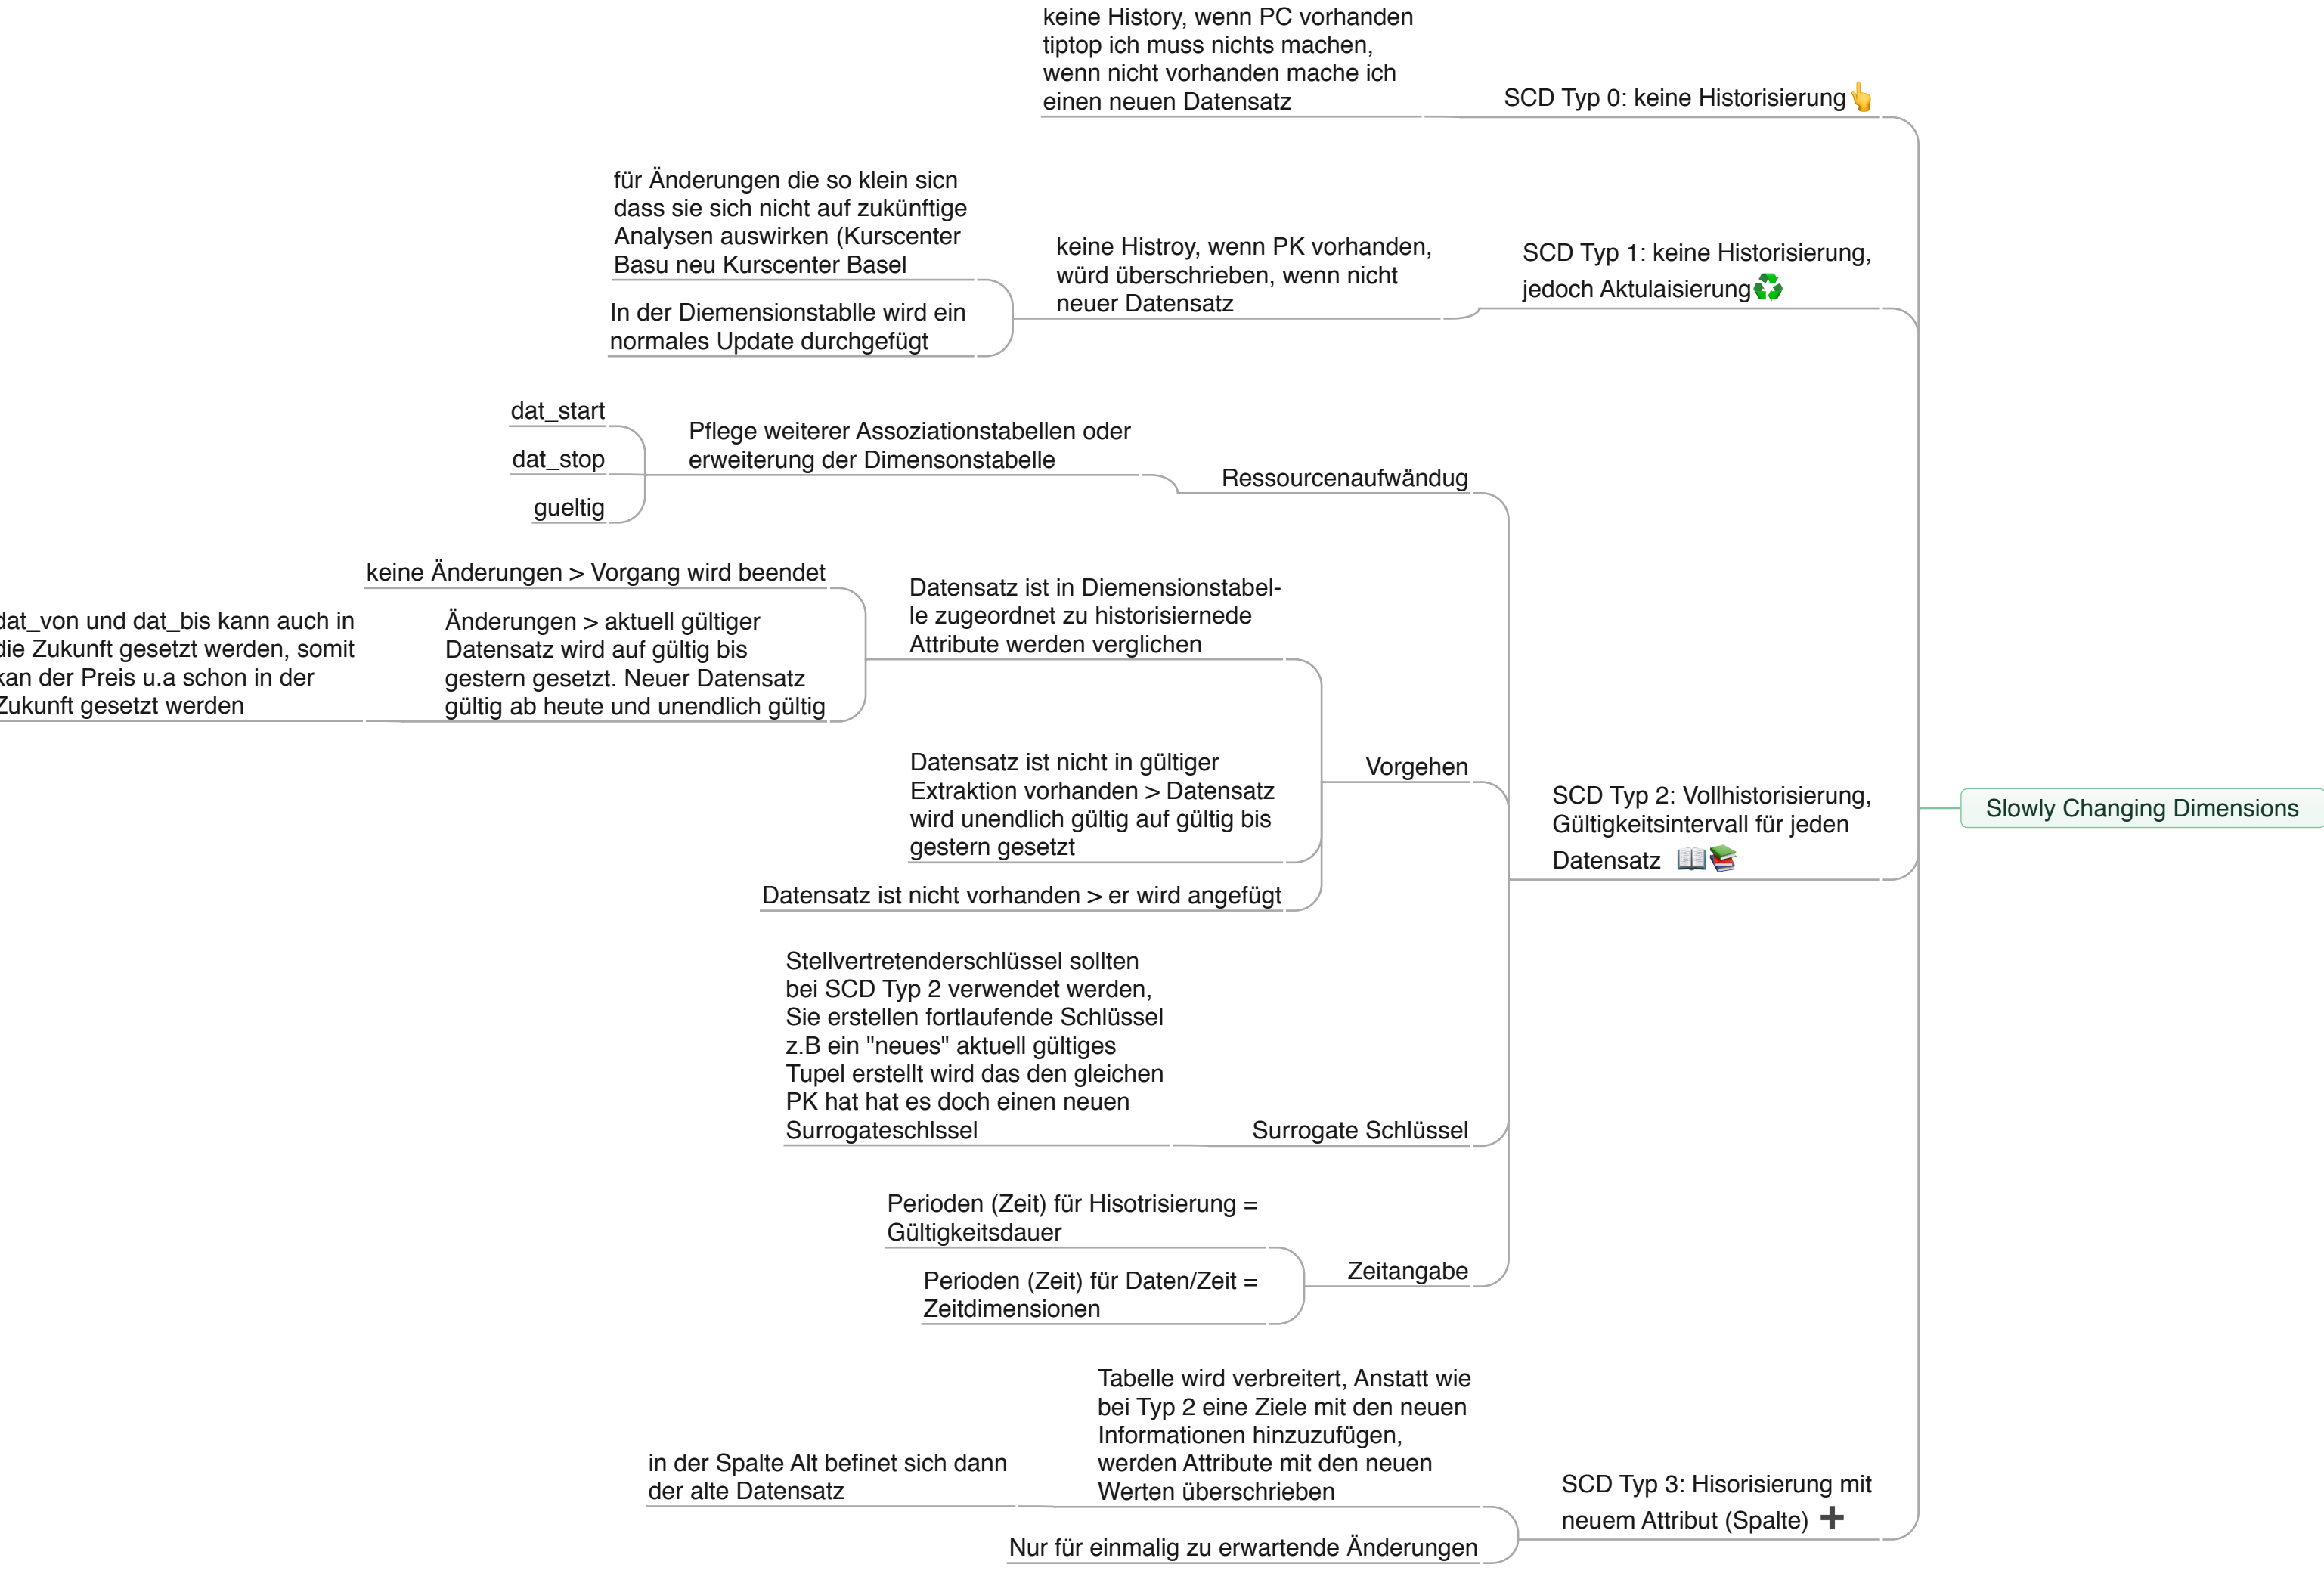 keine History, wenn PC vorhanden
tiptop ich muss nichts machen,
wenn nicht vorhanden mache ich
einen neuen Datensatz
SCD Typ 0: keine Historisierung👆
für Änderungen die so klein sicn
dass sie sich nicht auf zukünftige
Analysen auswirken (Kurscenter
Basu neu Kurscenter Basel
In der Diemensionstablle wird ein
normales Update durchgefügt
keine Histroy, wenn PK vorhanden,
würd überschrieben, wenn nicht
neuer Datensatz
SCD Typ 1: keine Historisierung,
jedoch Aktulaisierung♻️
dat_start
dat_stop
gueltig
Pflege weiterer Assoziationstabellen oder
erweiterung der Dimensonstabelle
Ressourcenaufwändug
keine Änderungen > Vorgang wird beendet
dat_von und dat_bis kann auch in
die Zukunft gesetzt werden, somit
kan der Preis u.a schon in der
Zukunft gesetzt werden
Änderungen > aktuell gültiger
Datensatz wird auf gültig bis
gestern gesetzt. Neuer Datensatz
gültig ab heute und unendlich gültig
Datensatz ist in Diemensionstabel-
le zugeordnet zu historisiernede
Attribute werden verglichen
Datensatz ist nicht in gültiger
Extraktion vorhanden > Datensatz
wird unendlich gültig auf gültig bis
gestern gesetzt
Datensatz ist nicht vorhanden > er wird angefügt
Vorgehen
Stellvertretenderschlüssel sollten
bei SCD Typ 2 verwendet werden,
Sie erstellen fortlaufende Schlüssel
z.B ein "neues" aktuell gültiges
Tupel erstellt wird das den gleichen
PK hat hat es doch einen neuen
Surrogateschlssel
Surrogate Schlüssel
Perioden (Zeit) für Hisotrisierung =
Gültigkeitsdauer
Perioden (Zeit) für Daten/Zeit =
Zeitdimensionen
Zeitangabe
SCD Typ 2: Vollhistorisierung,
Gültigkeitsintervall für jeden
Datensatz 📖📚
Slowly Changing Dimensions
in der Spalte Alt befinet sich dann
der alte Datensatz
Tabelle wird verbreitert, Anstatt wie
bei Typ 2 eine Ziele mit den neuen
Informationen hinzuzufügen,
werden Attribute mit den neuen
Werten überschrieben
Nur für einmalig zu erwartende Änderungen
SCD Typ 3: Hisorisierung mit
neuem Attribut (Spalte) ➕